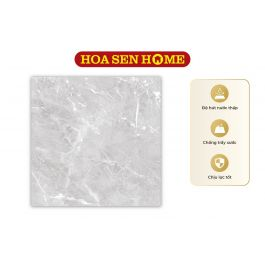 HOA SEN HOME
Độ hút nước thấp
Chống trầy xước
Chịu lực tốt